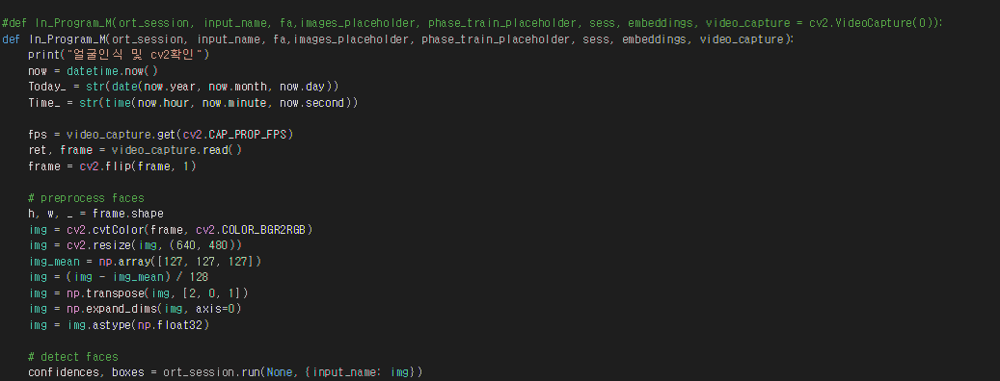 #def In_Program_M(ort_session, input_name, fa,images_placeholder, phase_train_placeholder, sess, embeddings, video_capture = cv2.VideoCapture(0)):
def In_Program_M(ort_session, input_name, fa,images_placeholder, phase_train_placeholder, sess, embeddings, video_capture):
print("얼굴인식 및 cv2확인")
now = datetime.now()
Today_ = str(date(now.year, now.month, now.day))
Time_ = str(time(now.hour, now.minute, now.second))
fps = video_capture.get(cv2.CAP_PROP_FPS)
ret, frame = video_capture.read()
frame = cv2.flip(frame, 1)
# preprocess faces
h, w, _ = frame.shape
img = cv2.cvtColor(frame, cv2.COLOR_BGR2RGB)
img = cv2.resize(img, (640, 480))
img_mean = np.array([127, 127, 127])
img = (img - img_mean) / 128
img = np.transpose(img, [2, 0, 1])
img = np.expand_dims(img, axis=0)
img = img.astype(np.float32)
# detect faces
confidences, boxes = ort_session.run(None, {input_name: img})